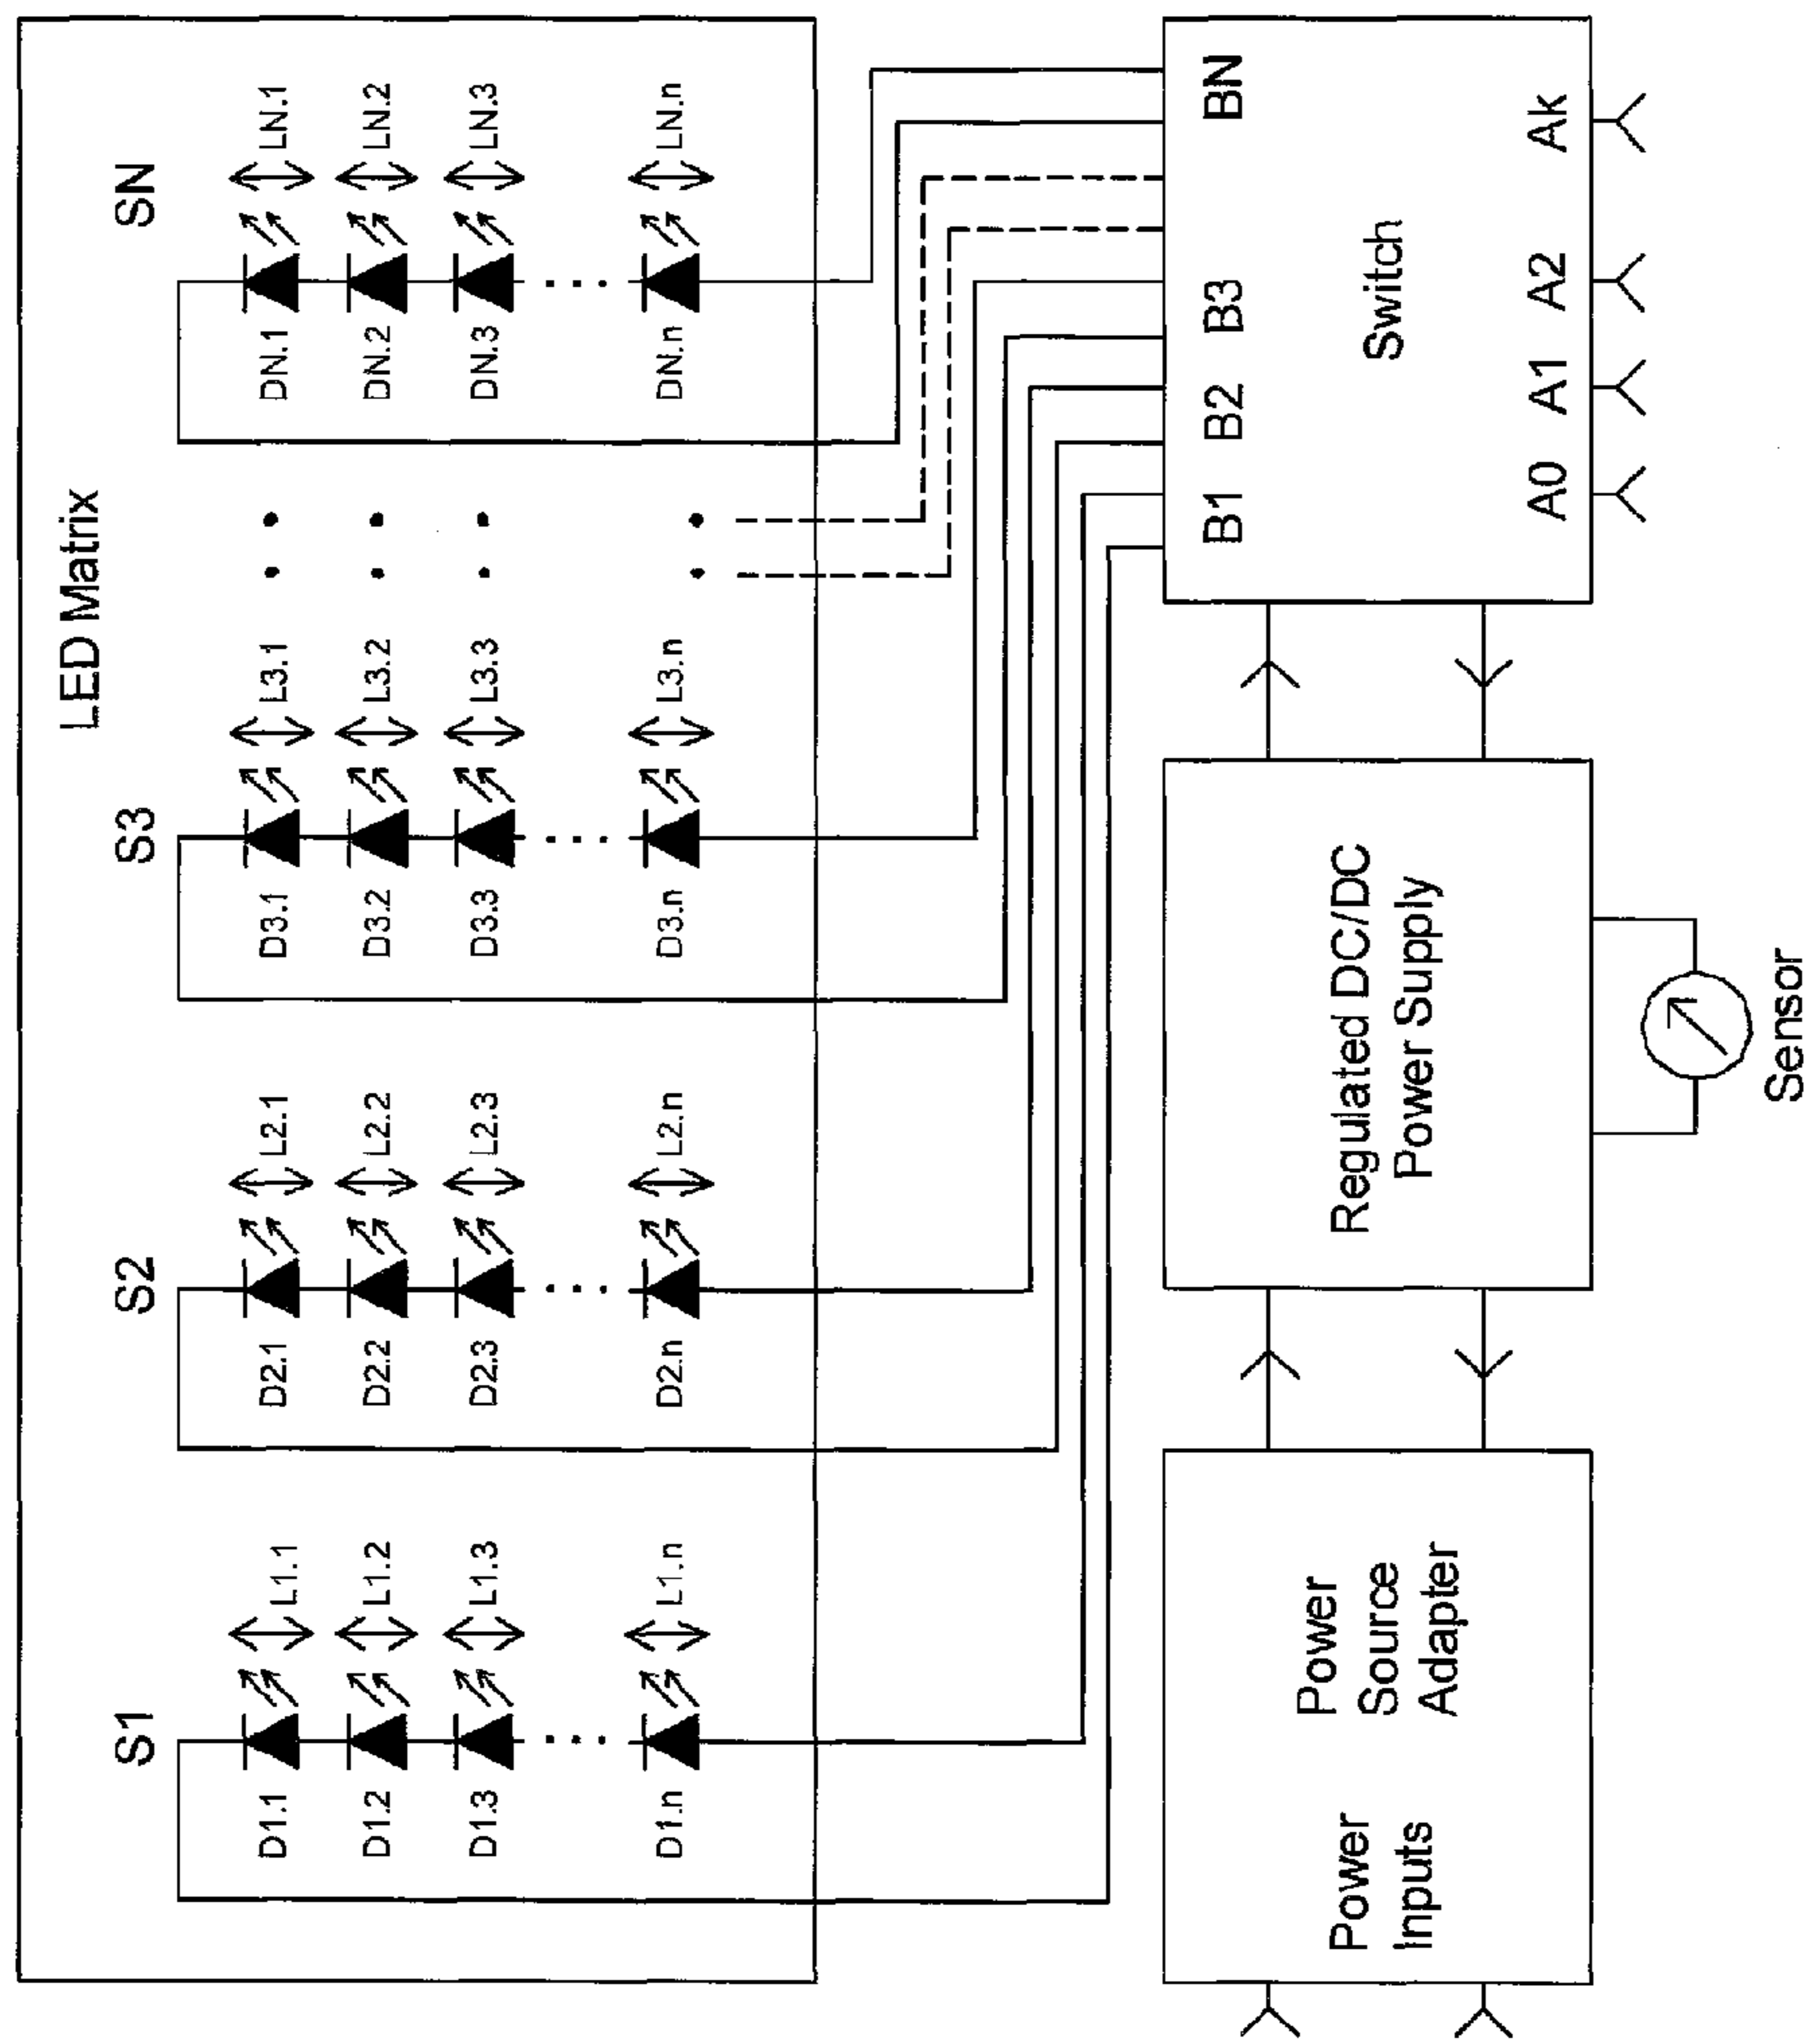 LED Matrix
S1
S2
S3
SN
D1.1
L1.1
D2.1
L2.1
D3.1
L3.1
DN.1
LN.1
D1.2
L1.2
D2.2
L2.2
D3.2
L3.2
DN.2
LN.2
D1.3
L1.3
D2.3
L2.3
D3.3
L3.3
DN.3
LN.3
D1.n
L1.n
D2.n
L2.n
D3.n
L3.n
DN.n
LN.n
Power
Inputs
Power
Source
Adapter
Regulated DC/DC
Power Supply
Sensor
B1
B2
B3
BN
Switch
A0
A1
A2
Ak